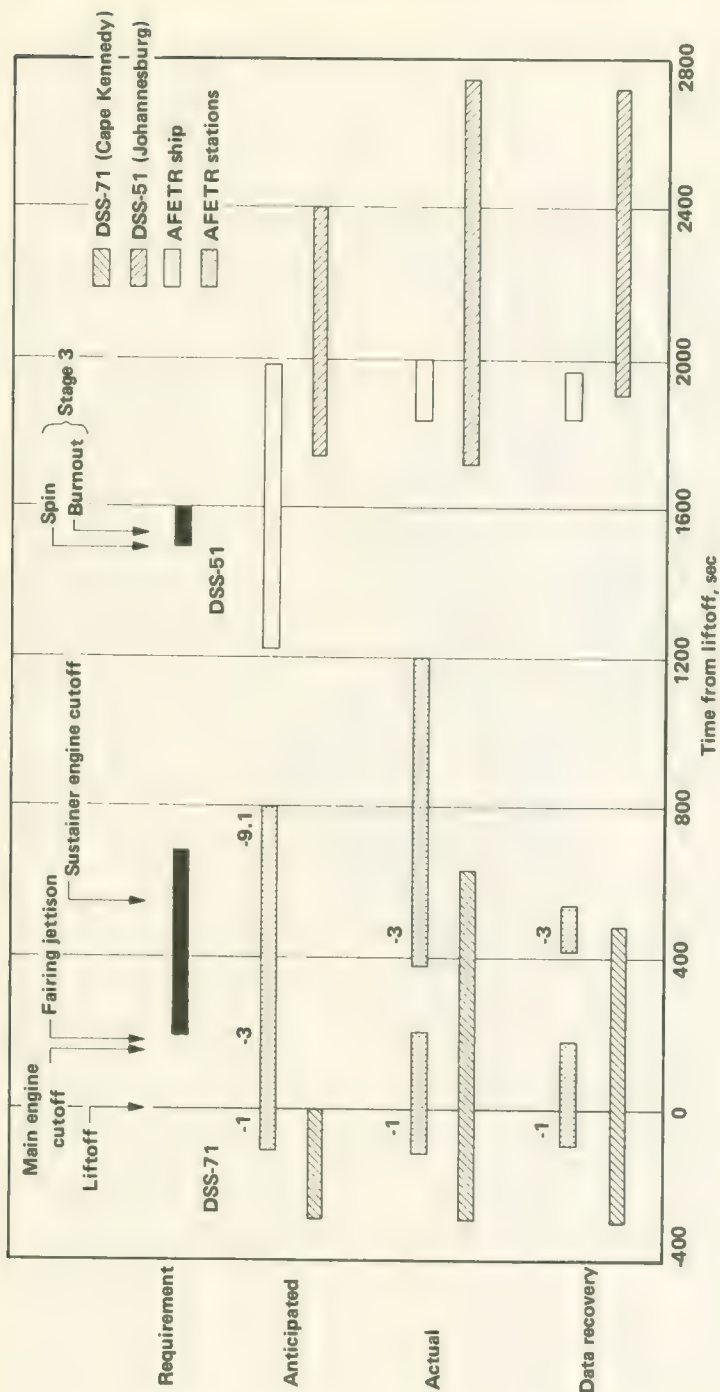 Main engine
cutoff
Liftoff
Fairing jettison
Sustainer engine cutoff
Spin
Burnout
Stage 3
DSS-71 (Cape Kennedy)
DSS-51 (Johannesburg)
AFETR ship
AFETR stations
Requirement
DSS-71
DSS-51
Anticipated
-1
-3
-9.1
Actual
-1
-3
Data recovery
-1
-3
-400
0
400
800
1200
1600
2000
2400
2800
Time from liftoff, sec